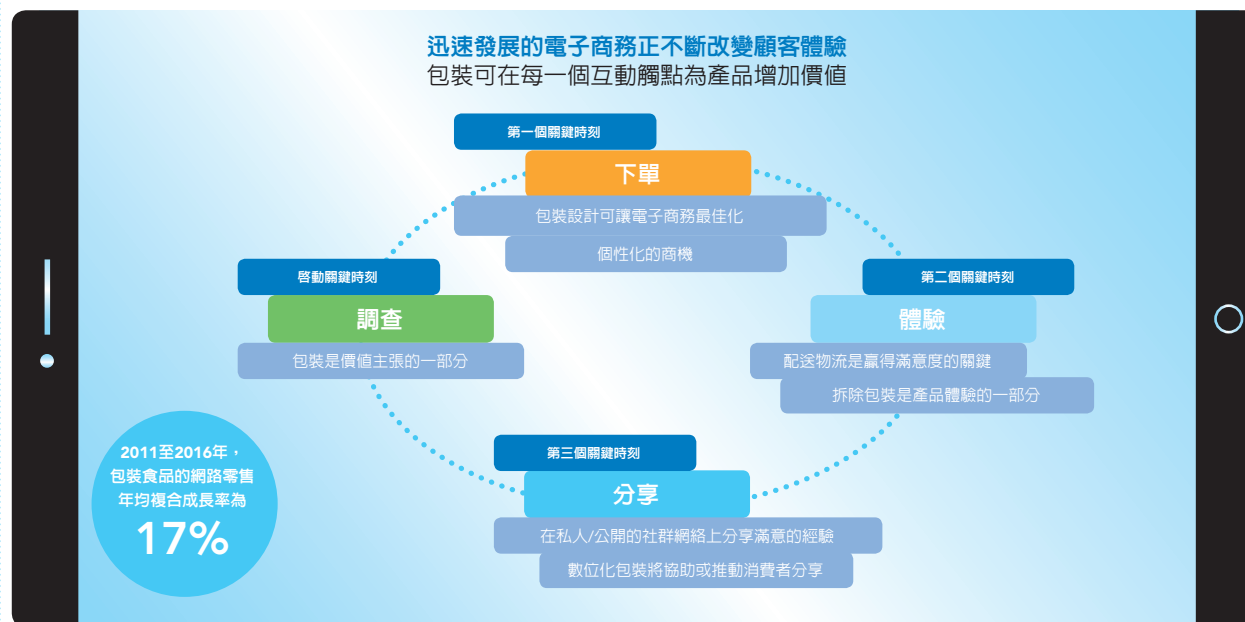 迅速發展的電子商務正不斷改變顧客體驗
包裝可在每一個互動觸點為產品增加價值
第一個關鍵時刻
下單
包裝設計可讓電子商務最佳化
個性化的商機
啓動關鍵時刻
調查
包裝是價值主張的一部分
第二個關鍵時刻
體驗
配送物流是贏得滿意度的關鍵
拆除包裝是產品體驗的一部分
第三個關鍵時刻
分享
在私人/公開的社群網絡上分享滿意的經驗
數位化包裝將協助或推動消費者分享
2011至2016年，
包裝食品的網路零售
年均複合成長率為
17%